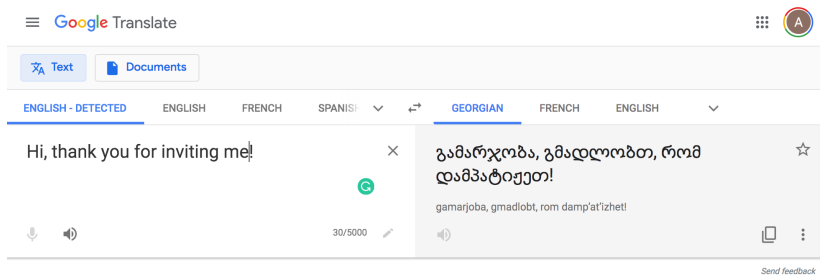 Google Translate
A
Text
Documents
ENGLISH - DETECTED ENGLISH FRENCH SPANISH GEORGIAN FRENCH ENGLISH
Hi, thank you for inviting me!
გამარჯობა, გმადლობთ, რომ
დამპატიჟეთ!
gamarjoba, gmadlobt, rom damp'at'izhet!
30/5000
Send feedback